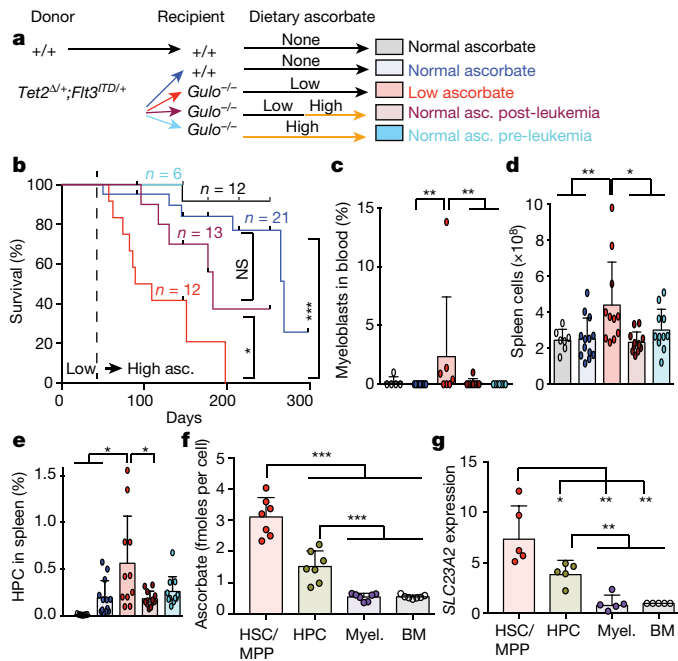 Donor Recipient Dietary ascorbate
a +/+ +/+ None Normal ascorbate
+/+ None Normal ascorbate
Tet2Δ/+;Flt3ITD/+ Gulo−/− Low Low ascorbate
Gulo−/− Low High Normal asc. post-leukemia
Gulo−/− High Normal asc. pre-leukemia
b
Survival (%)
100
80
60
40
20
0
n = 6
n = 12
n = 21
n = 13
n = 12
NS
*
***
Low High asc.
0 100 200 300
Days
c
Myeloblasts in blood (%)
15
10
5
0
** **
d
Spleen cells (×10⁸)
10
8
6
4
2
0
** *
e
HPC in spleen (%)
1.5
1.0
0.5
0.0
* *
f
Ascorbate (fmoles per cell)
5
4
3
2
1
0
***
***
HSC/ HPC Myel. BM
MPP
g
SLC23A2 expression
15
10
5
0
* ** **
**
HSC/ HPC Myel. BM
MPP